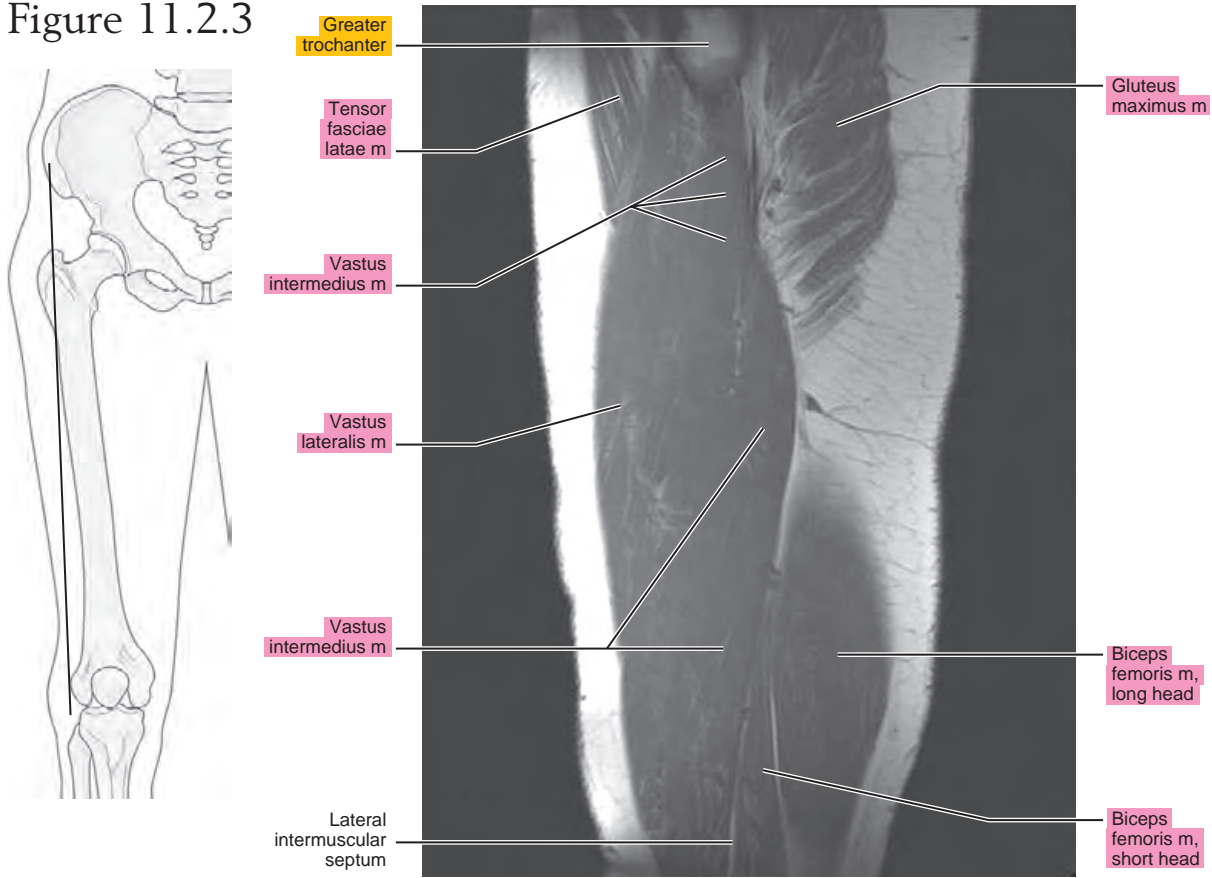 Figure 11.2.3
Greater
trochanter
Tensor
fasciae
latae m
Vastus
intermedius m
Vastus
lateralis m
Vastus
intermedius m
Lateral
intermuscular
septum
Gluteus
maximus m
Biceps
femoris m,
long head
Biceps
femoris m,
short head